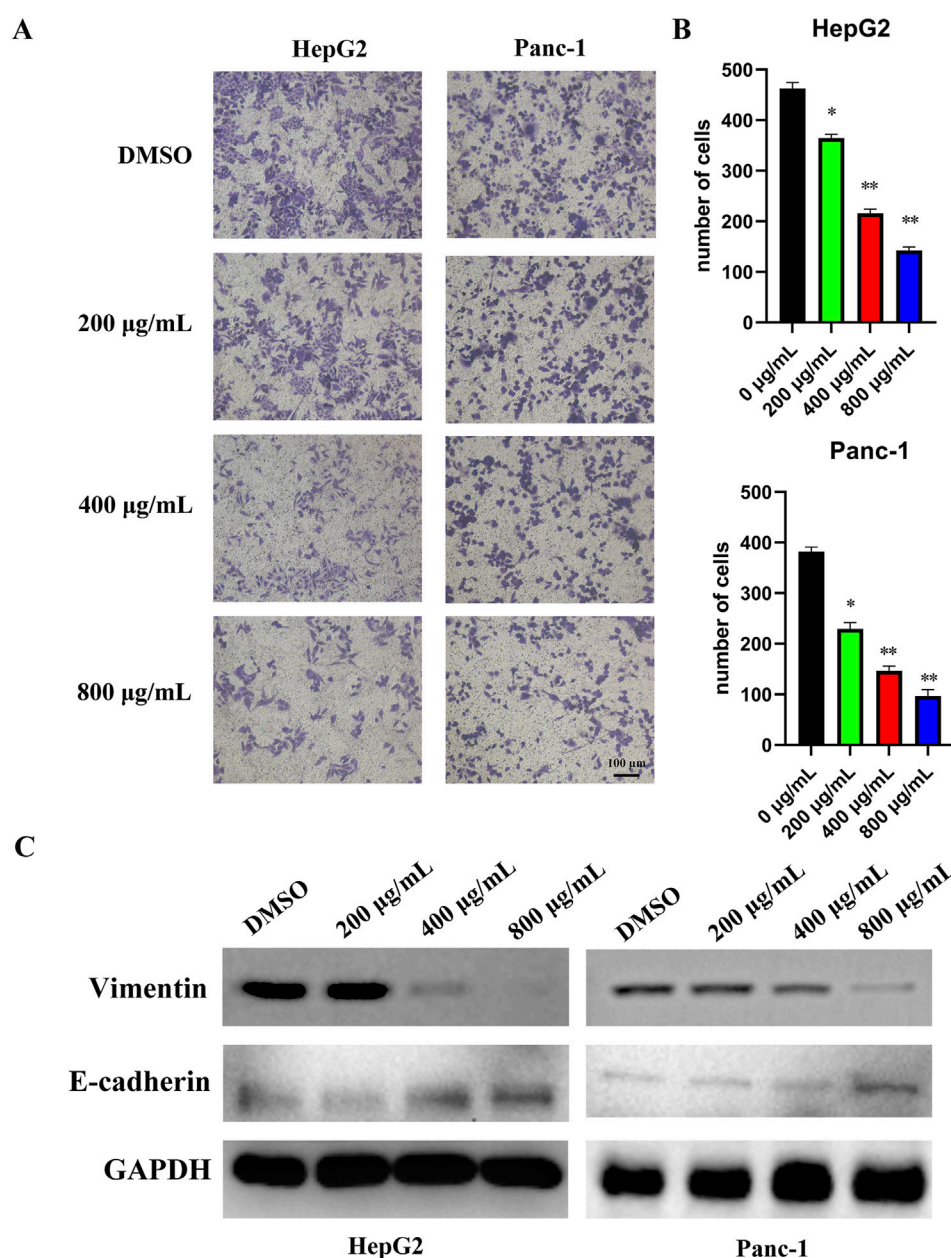 A
HepG2
Panc-1
DMSO
200 μg/mL
400 μg/mL
800 μg/mL
100 μm
B
HepG2
number of cells
500
400
300
200
100
0
*
**
**
0 μg/mL
200 μg/mL
400 μg/mL
800 μg/mL
Panc-1
number of cells
500
400
300
200
100
0
*
**
**
0 μg/mL
200 μg/mL
400 μg/mL
800 μg/mL
C
DMSO
200 μg/mL
400 μg/mL
800 μg/mL
DMSO
200 μg/mL
400 μg/mL
800 μg/mL
Vimentin
E-cadherin
GAPDH
HepG2
Panc-1